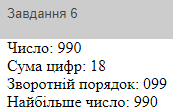 Завдання 6
Число: 990
Сума цифр: 18
Зворотній порядок: 099
Найбільше число: 990